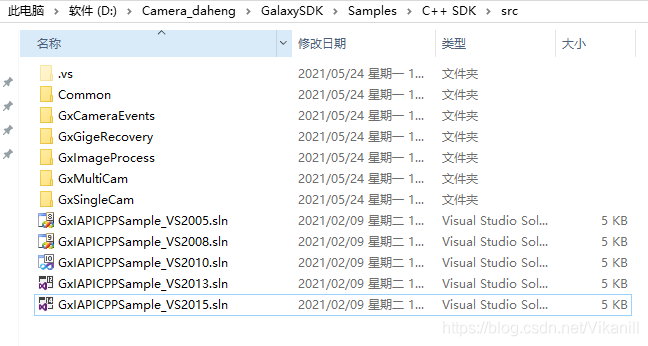 此电脑 › 软件 (D:) › Camera_daheng › GalaxySDK › Samples › C++ SDK › src
名称 修改日期 类型 大小
.vs 2021/05/24 星期一 1... 文件夹
Common 2021/05/24 星期一 1... 文件夹
GxCameraEvents 2021/05/24 星期一 1... 文件夹
GxGigeRecovery 2021/05/24 星期一 1... 文件夹
GxImageProcess 2021/05/24 星期一 1... 文件夹
GxMultiCam 2021/05/24 星期一 1... 文件夹
GxSingleCam 2021/05/24 星期一 1... 文件夹
GxIAPICPPSample_VS2005.sln 2021/02/09 星期二 1... Visual Studio Sol... 5 KB
GxIAPICPPSample_VS2008.sln 2021/02/09 星期二 1... Visual Studio Sol... 5 KB
GxIAPICPPSample_VS2010.sln 2021/02/09 星期二 1... Visual Studio Sol... 5 KB
GxIAPICPPSample_VS2013.sln 2021/02/09 星期二 1... Visual Studio Sol... 5 KB
GxIAPICPPSample_VS2015.sln 2021/02/09 星期二 1... Visual Studio Sol... 5 KB
https://blog.csdn.net/Vikanill